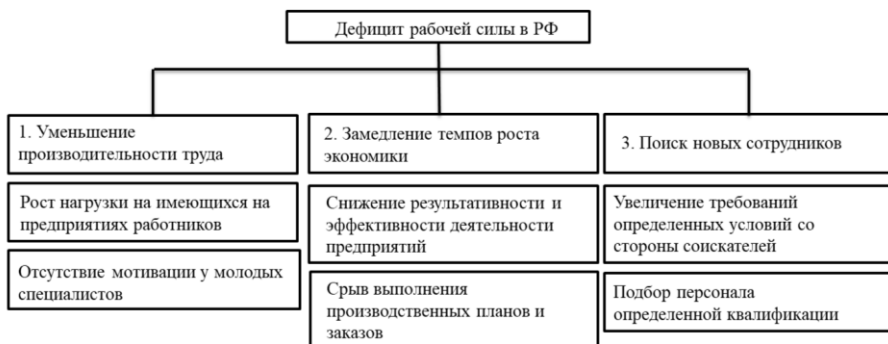 Дефицит рабочей силы в РФ
1. Уменьшение
производительности труда
Рост нагрузки на имеющихся на
предприятиях работников
Отсутствие мотивации у молодых
специалистов
2. Замедление темпов роста
экономики
Снижение результативности и
эффективности деятельности
предприятий
Срыв выполнения
производственных планов и
заказов
3. Поиск новых сотрудников
Увеличение требований
определенных условий со
стороны соискателей
Подбор персонала
определенной квалификации